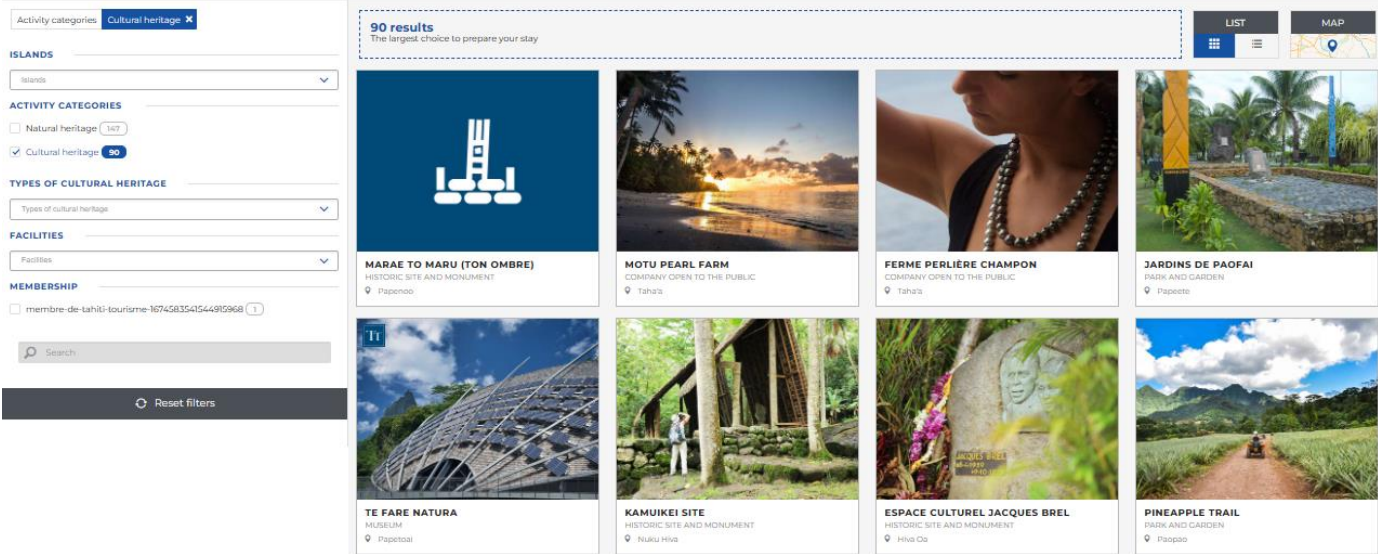 Activity categories
Cultural heritage ✖
ISLANDS
Islands
ACTIVITY CATEGORIES
Natural heritage 147
Cultural heritage 90
TYPES OF CULTURAL HERITAGE
Types of cultural heritage
FACILITIES
Facilities
MEMBERSHIP
membre-de-tahiti-tourisme-1674583541544915968 1
Search
Reset filters
90 results
The largest choice to prepare your stay
LIST
MAP
MARAE TO MARU (TON OMBRE)
HISTORIC SITE AND MONUMENT
Papenoo
MOTU PEARL FARM
COMPANY OPEN TO THE PUBLIC
Taha'a
FERME PERLIÈRE CHAMPON
COMPANY OPEN TO THE PUBLIC
Taha'a
JARDINS DE PAOFAI
PARK AND GARDEN
Papeete
TT
TE FARE NATURA
MUSEUM
Papetoai
KAMUIKEI SITE
HISTORIC SITE AND MONUMENT
Nuku Hiva
JACQUES BREL
ESPACE CULTUREL JACQUES BREL
HISTORIC SITE AND MONUMENT
Hiva Oa
PINEAPPLE TRAIL
PARK AND GARDEN
Paopao